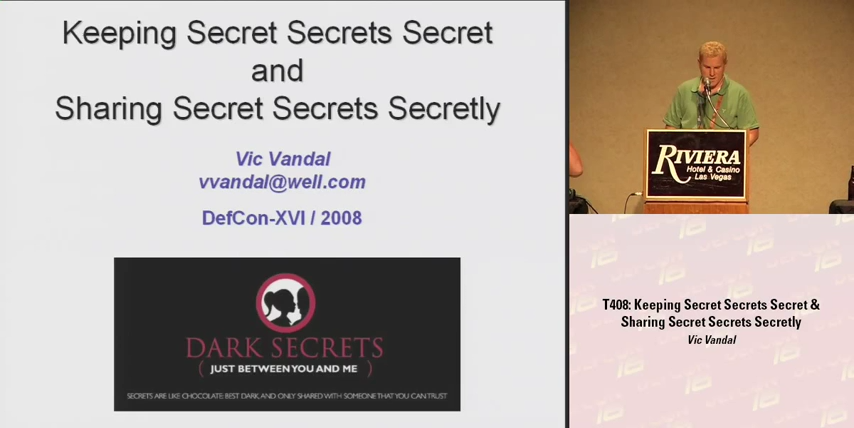 Keeping Secret Secrets Secret
and
Sharing Secret Secrets Secretly
Vic Vandal
vvandal@well.com
DefCon-XVI / 2008
DARK SECRETS
( JUST BETWEEN YOU AND ME )
SECRETS ARE LIKE CHOCOLATE: BEST DARK, AND ONLY SHARED WITH SOMEONE THAT YOU CAN TRUST
RIVIERA
Hotel & Casino
Las Vegas
T408: Keeping Secret Secrets Secret &
Sharing Secret Secrets Secretly
Vic Vandal